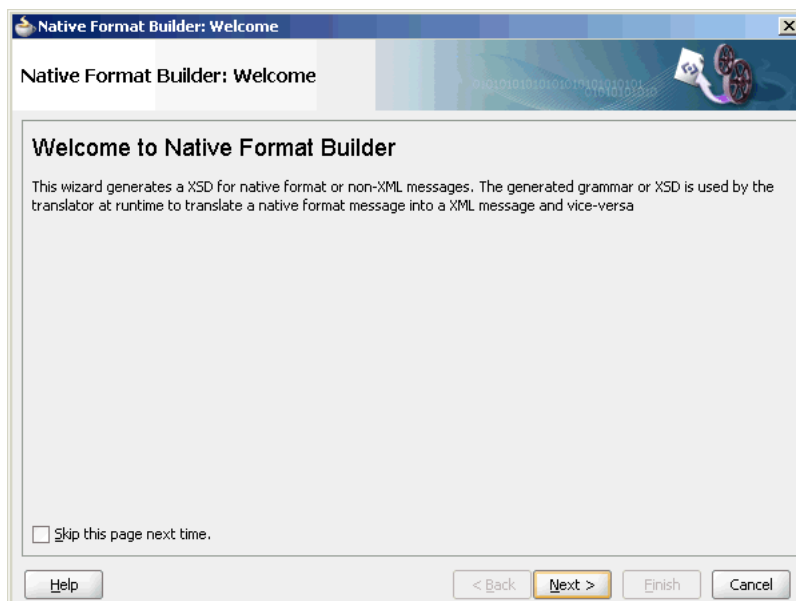 Native Format Builder: Welcome
Native Format Builder: Welcome
Welcome to Native Format Builder
This wizard generates a XSD for native format or non-XML messages. The generated grammar or XSD is used by the
translator at runtime to translate a native format message into a XML message and vice-versa
Skip this page next time.
Help
< Back
Next >
Finish
Cancel